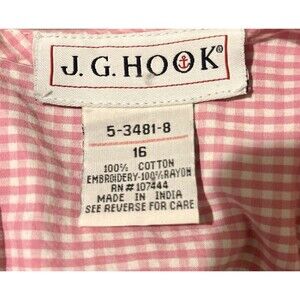 J.G. HOOK®
5-3481-8
16
100% COTTON
EMBROIDERY-100% RAYON
RN# 107444
MADE IN INDIA
SEE REVERSE FOR CARE